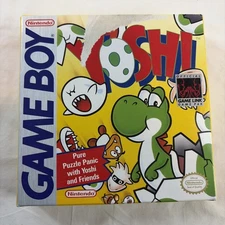 Nintendo
GAME BOY
YOSHI
GAME LINK
Pure
Puzzle Panic
with Yoshi
and Friends
Nintendo